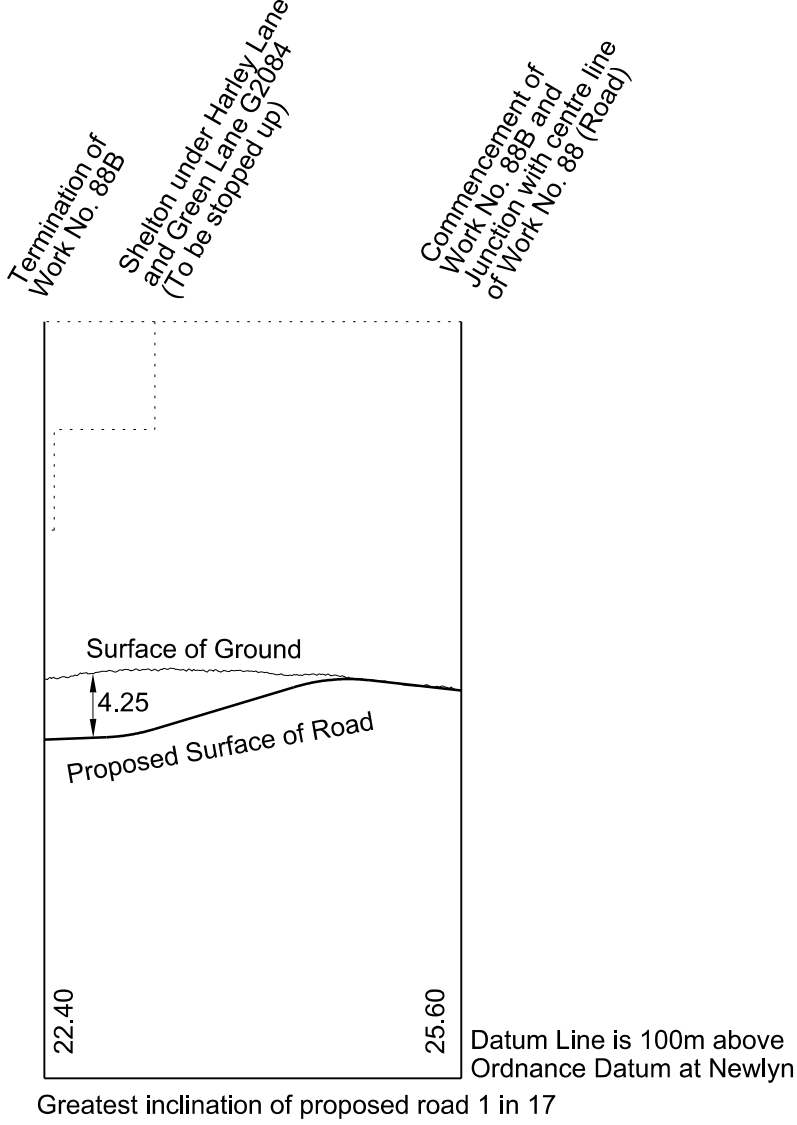 Termination of
Work No. 88B
Shelton under Harley Lane
and Green Lane G2084
(To be stopped up)
Commencement of
Work No. 88B and
Junction with centre line
of Work No. 88 (Road)
Surface of Ground
4.25
Proposed Surface of Road
22.40
25.60
Datum Line is 100m above
Ordnance Datum at Newlyn
Greatest inclination of proposed road 1 in 17